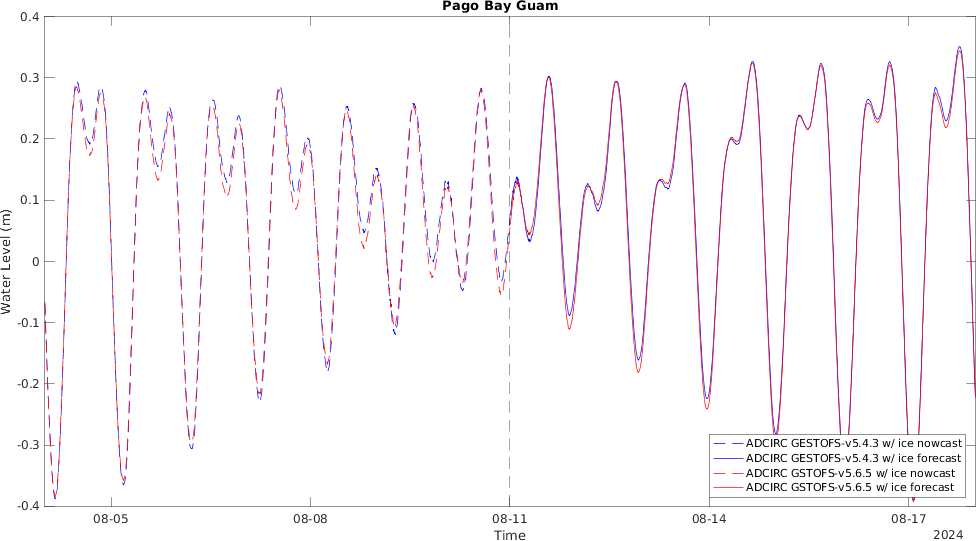 Pago Bay Guam
0.4
0.3
0.2
0.1
0
-0.1
-0.2
-0.3
-0.4
Water Level (m)
08-05 08-08 08-11 08-14 08-17
Time
2024
ADCIRC GESTOFS-v5.4.3 w/ ice nowcast
ADCIRC GESTOFS-v5.4.3 w/ ice forecast
ADCIRC GSTOFS-v5.6.5 w/ ice nowcast
ADCIRC GSTOFS-v5.6.5 w/ ice forecast